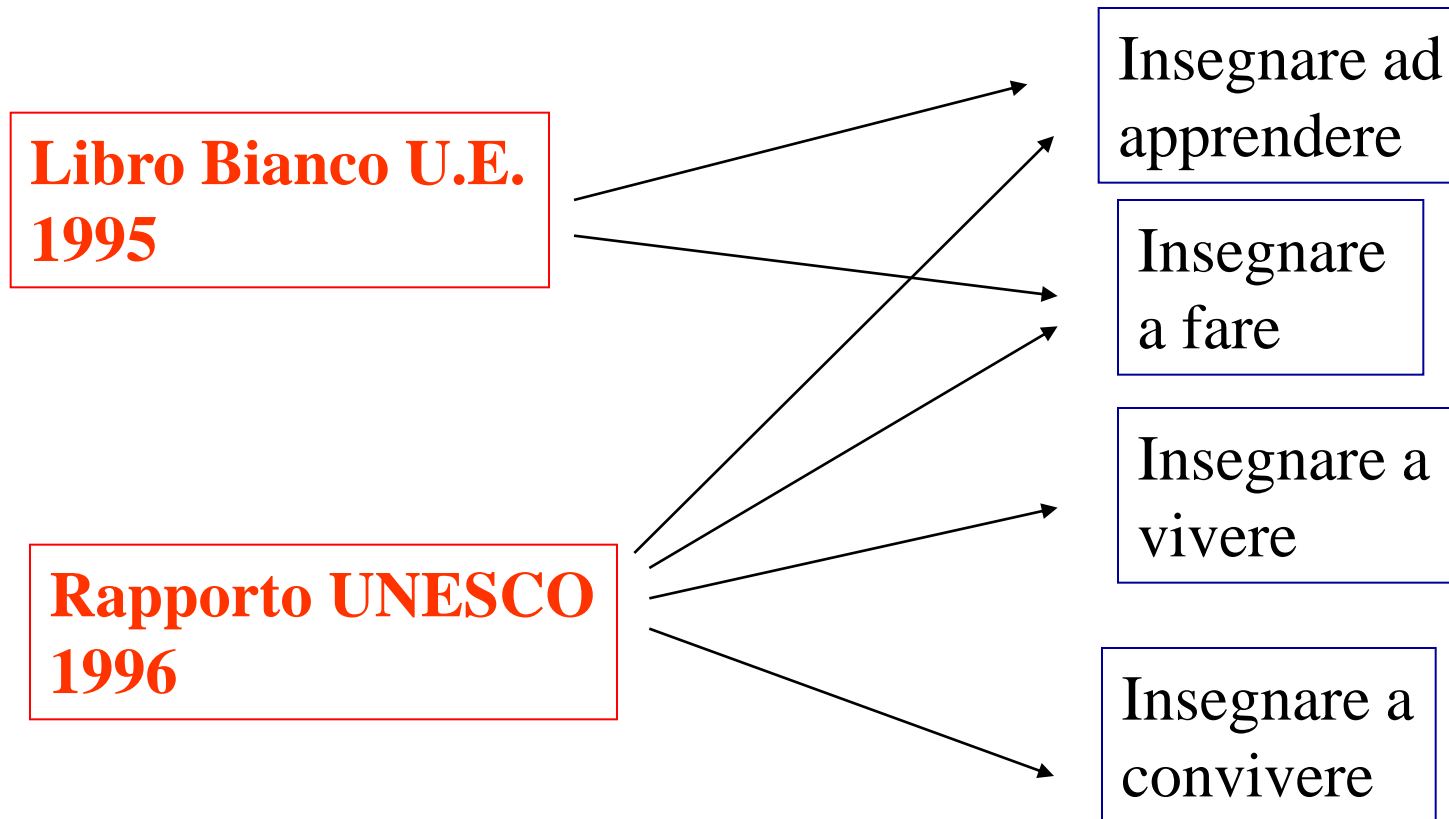 Libro Bianco U.E.
1995
Rapporto UNESCO
1996
Insegnare ad
apprendere
Insegnare
a fare
Insegnare a
vivere
Insegnare a
convivere